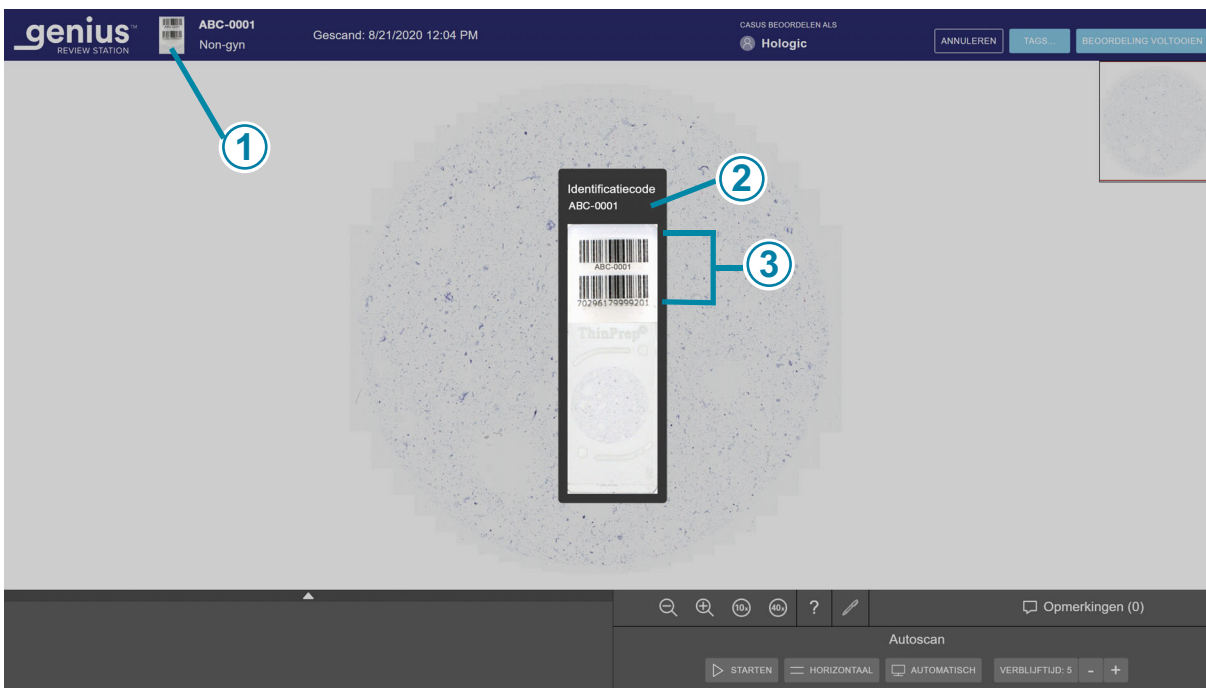 genius™
REVIEW STATION
ABC-0001
Non-gyn
Gescand: 8/21/2020 12:04 PM
CASUS BEOORDELEN ALS
Hologic
ANNULEREN
TAGS...
BEOORDELING VOLTOOIEN
1
2
Identificatiecode
ABC-0001
3
ABC-0001
70296179999201
ThinPrep®
10x
40x
?
Opmerkingen (0)
Autoscan
STARTEN
HORIZONTAAL
AUTOMATISCH
VERBLIJFTIJD: 5
-
+